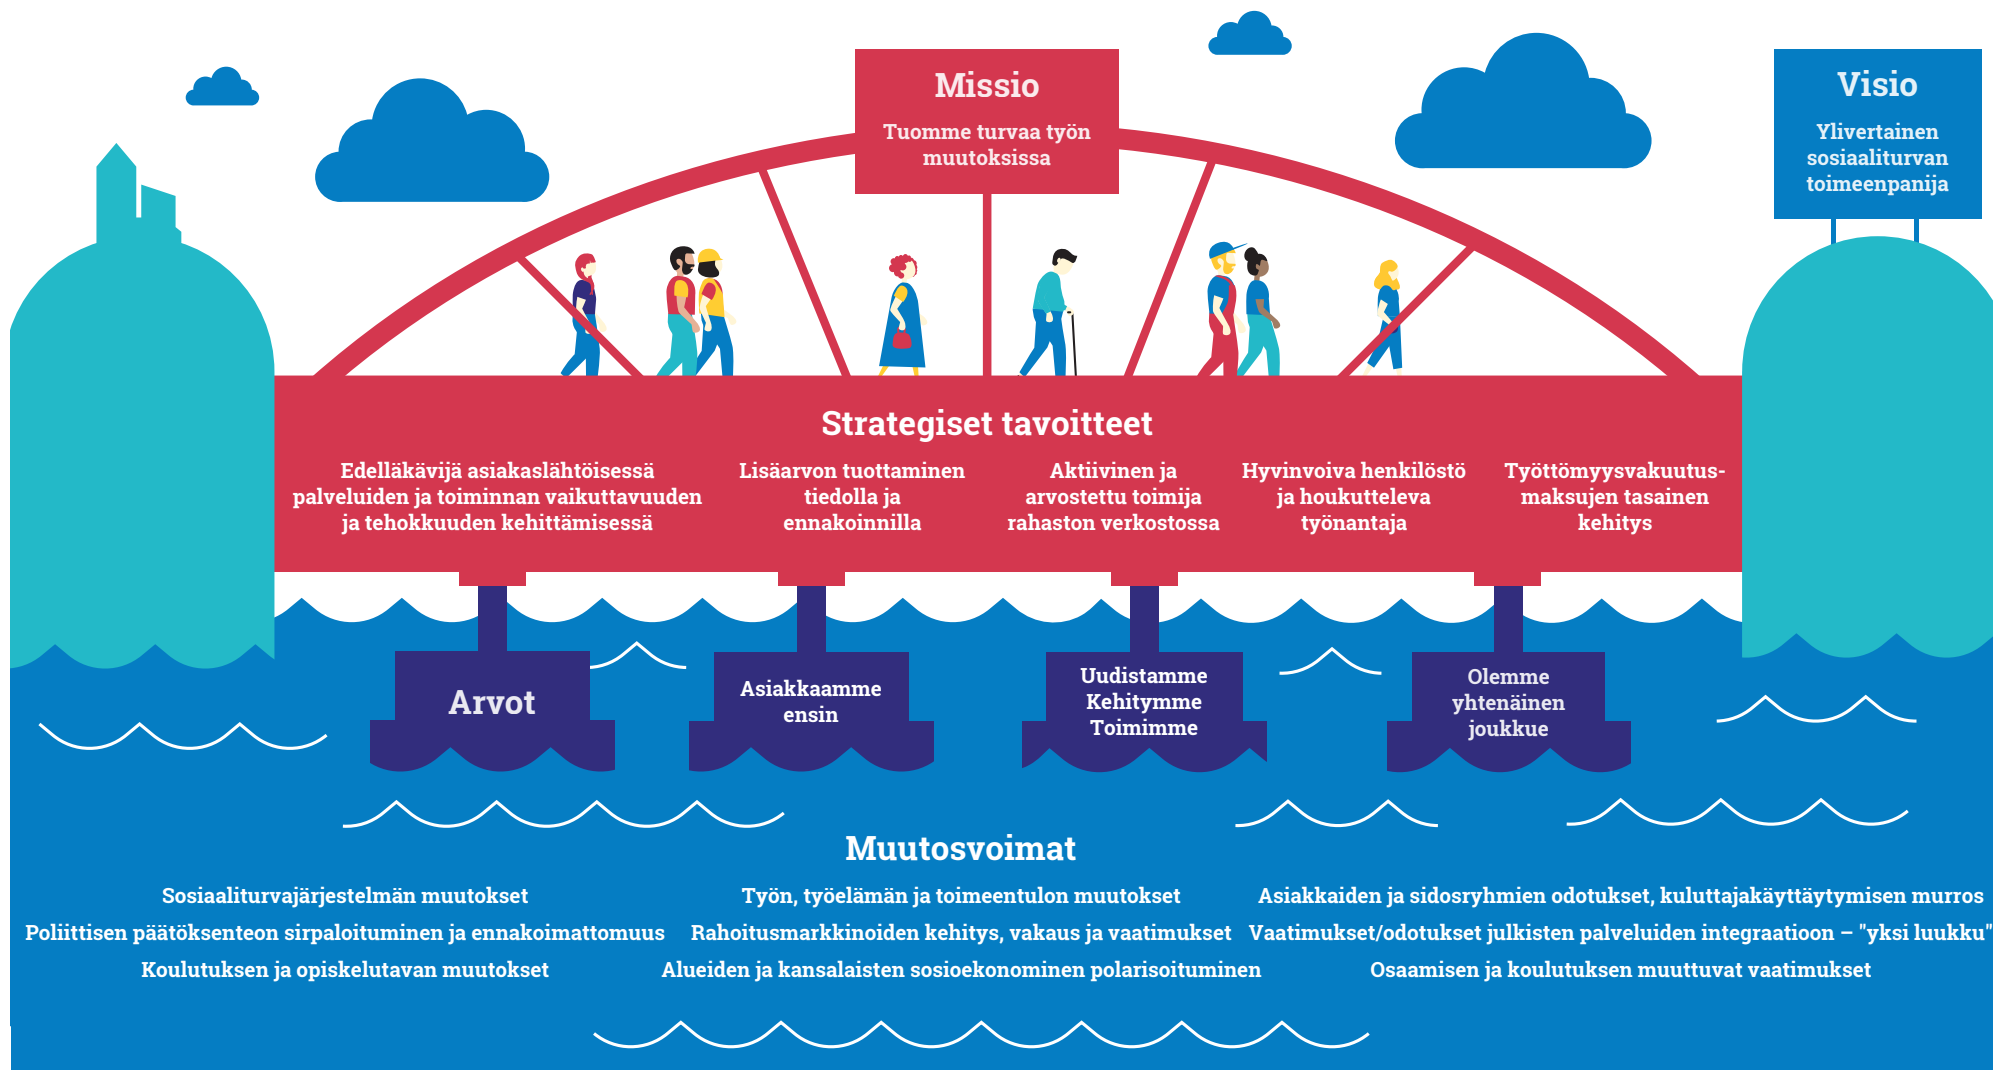 Missio
Tuomme turvaa työn
muutoksissa
Visio
Ylivertainen
sosiaaliturvan
toimeenpanija
Strategiset tavoitteet
Edelläkävijä asiakaslähtöisessä
palveluiden ja toiminnan vaikuttavuuden
ja tehokkuuden kehittämisessä
Lisäarvon tuottaminen
tiedolla ja
ennakoinnilla
Aktiivinen ja
arvostettu toimija
rahaston verkostossa
Hyvinvoiva henkilöstö
ja houkutteleva
työnantaja
Työttömyysvakuutus-
maksujen tasainen
kehitys
Arvot
Asiakkaamme
ensin
Uudistamme
Kehitymme
Toimimme
Olemme
yhtenäinen
joukkue
Muutosvoimat
Sosiaaliturvajärjestelmän muutokset
Poliittisen päätöksenteon sirpaloituminen ja ennakoimattomuus
Koulutuksen ja opiskelutavan muutokset
Työn, työelämän ja toimeentulon muutokset
Rahoitusmarkkinoiden kehitys, vakaus ja vaatimukset
Alueiden ja kansalaisten sosioekonominen polarisoituminen
Asiakkaiden ja sidosryhmien odotukset, kuluttajakäyttäytymisen murros
Vaatimukset/odotukset julkisten palveluiden integraatioon – "yksi luukku"
Osaamisen ja koulutuksen muuttuvat vaatimukset